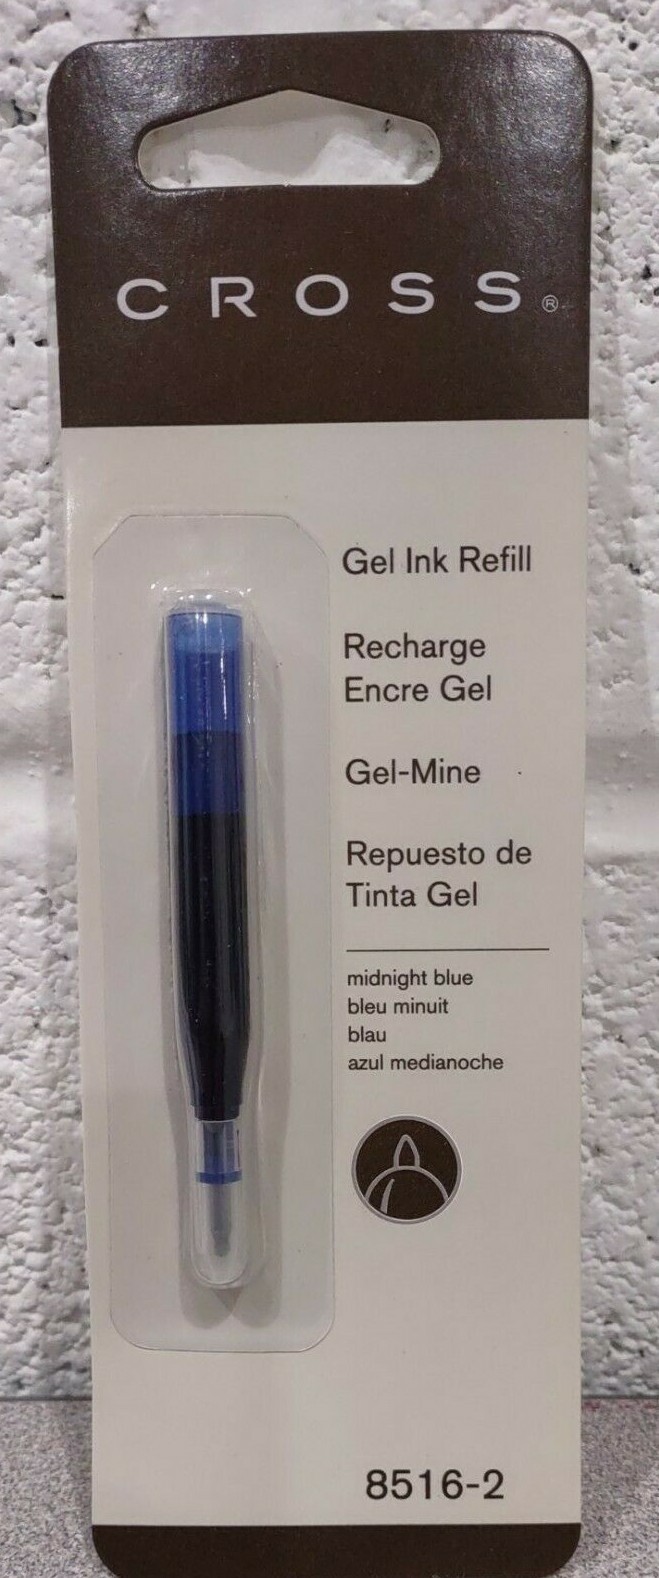 CROSS®
Gel Ink Refill
Recharge
Encre Gel
Gel-Mine
Repuesto de
Tinta Gel
midnight blue
bleu minuit
blau
azul medianoche
8516-2